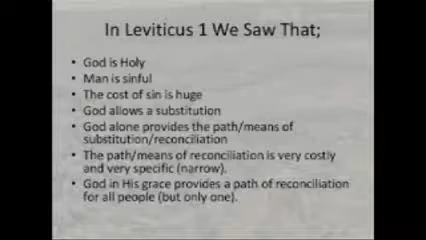 In Leviticus 1 We Saw That;
• God is Holy
• Man is sinful
• The cost of sin is huge
• God allows a substitution
• God alone provides the path/means of
substitution/reconciliation
• The path/means of reconciliation is very costly
and very specific (narrow).
• God in His grace provides a path of reconciliation
for all people (but only one).